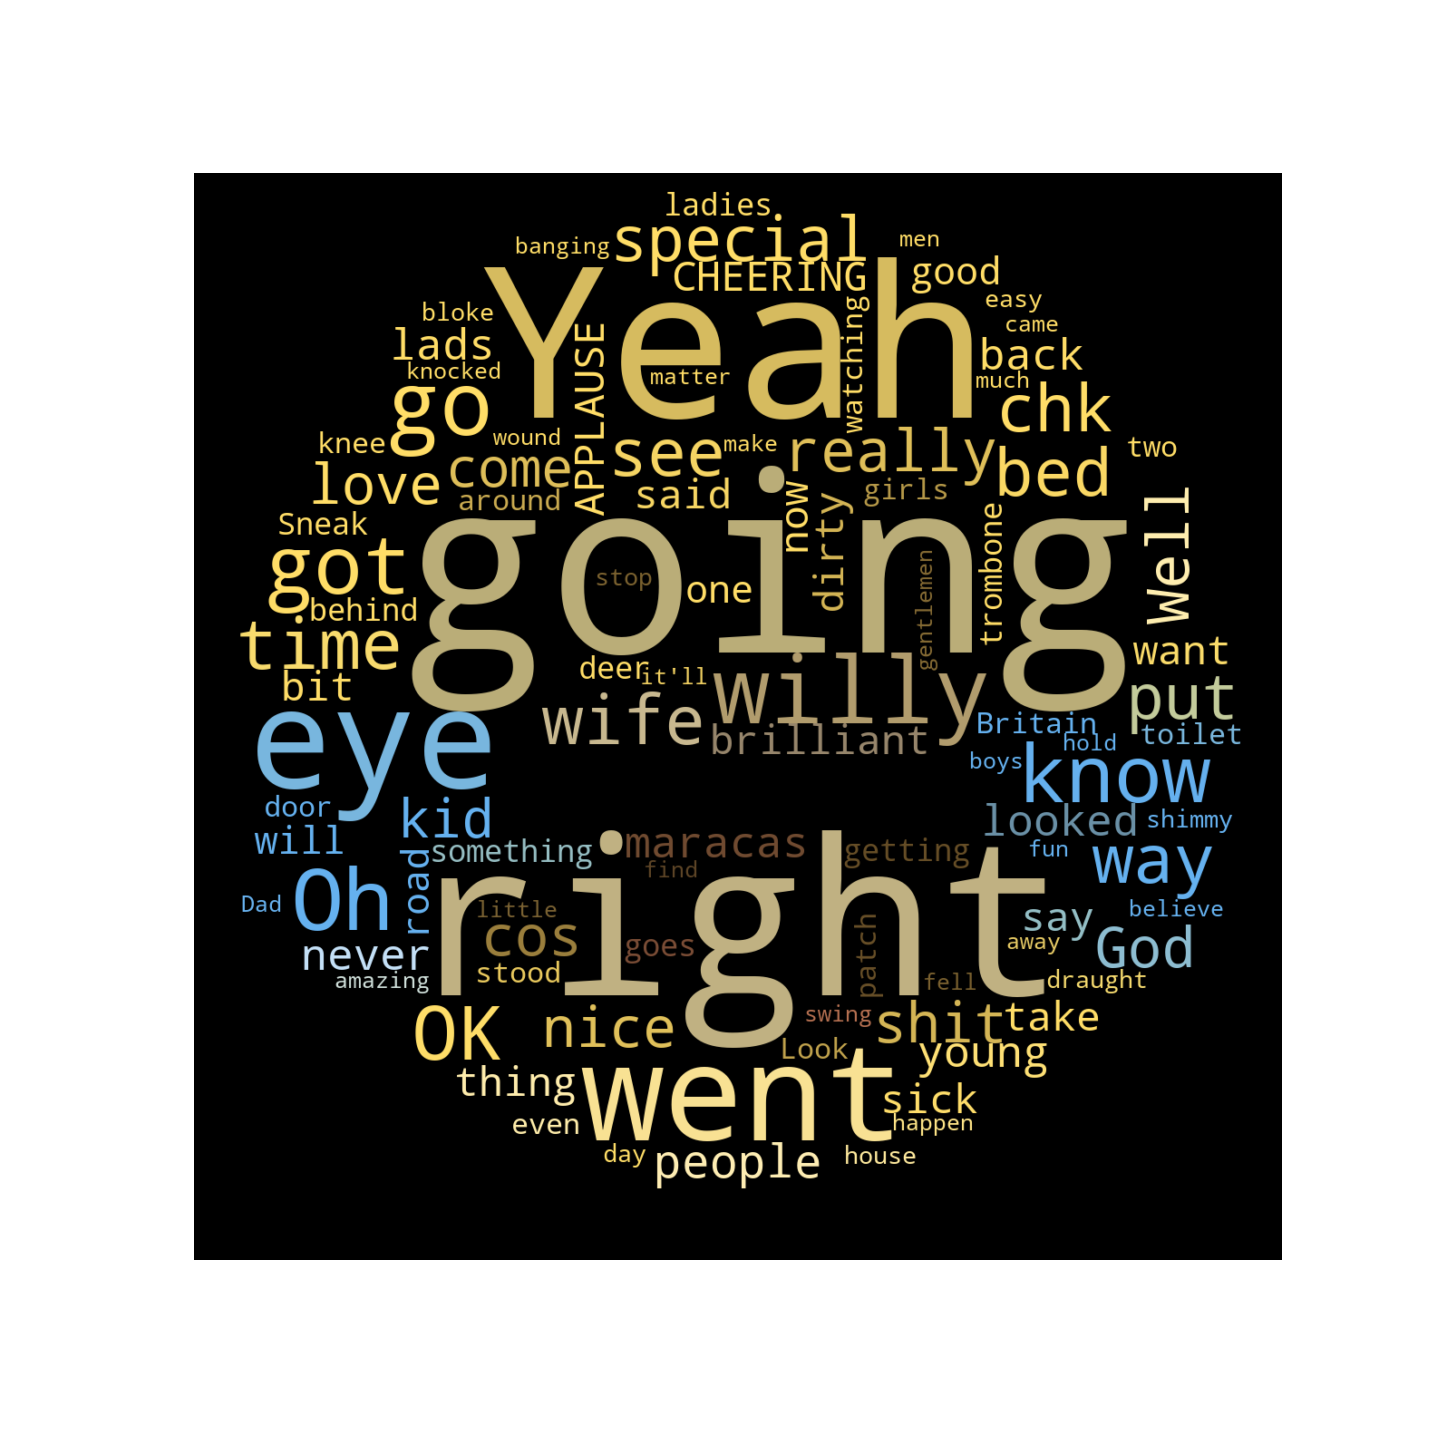 ladies
special
banging
men
CHEERING
good
Yeah
easy
bloke
came
lads
APPLAUSE
watching
back
knocked
matter
much
go
chk
knee
wound
see
make
really
two
come
bed
love
said
girls
around
now
dirty
Sneak
trombone
Well
going
got
stop
one
gentlemen
behind
time
want
deer
it'll
bit
willy
put
eye
wife
brilliant
Britain
toilet
hold
know
boys
door
kid
looked
shimmy
will
something
maracas
getting
fun
way
find
road
right
Oh
Dad
little
say
believe
cos
goes
patch
away
God
never
stood
amazing
fell
draught
OK
nice
swing
shit
take
Look
young
thing
went
sick
even
happen
day
people
house